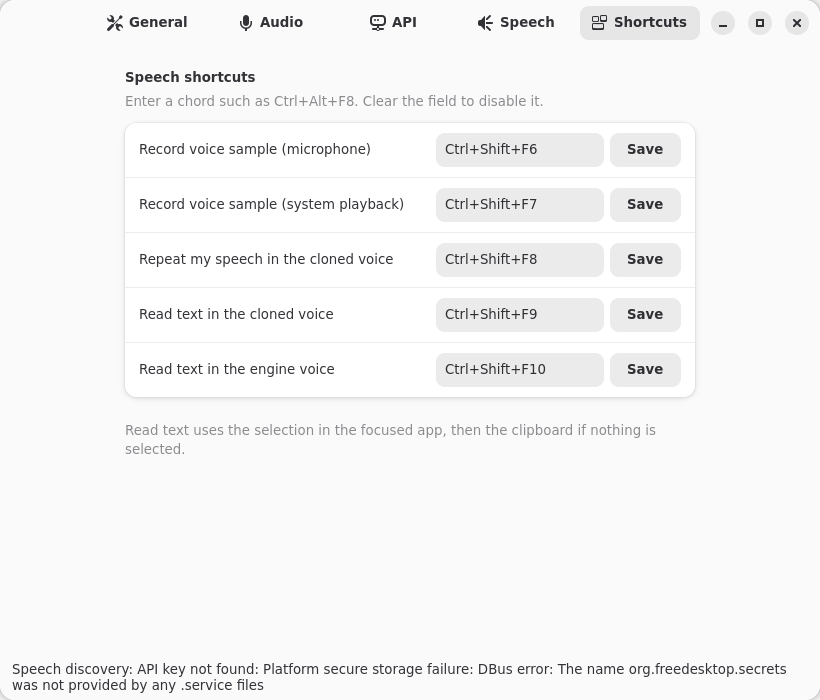 General
Audio
API
Speech
Shortcuts
Speech shortcuts
Enter a chord such as Ctrl+Alt+F8. Clear the field to disable it.
Record voice sample (microphone)
Ctrl+Shift+F6
Save
Record voice sample (system playback)
Ctrl+Shift+F7
Save
Repeat my speech in the cloned voice
Ctrl+Shift+F8
Save
Read text in the cloned voice
Ctrl+Shift+F9
Save
Read text in the engine voice
Ctrl+Shift+F10
Save
Read text uses the selection in the focused app, then the clipboard if nothing is
selected.
Speech discovery: API key not found: Platform secure storage failure: DBus error: The name org.freedesktop.secrets
was not provided by any .service files